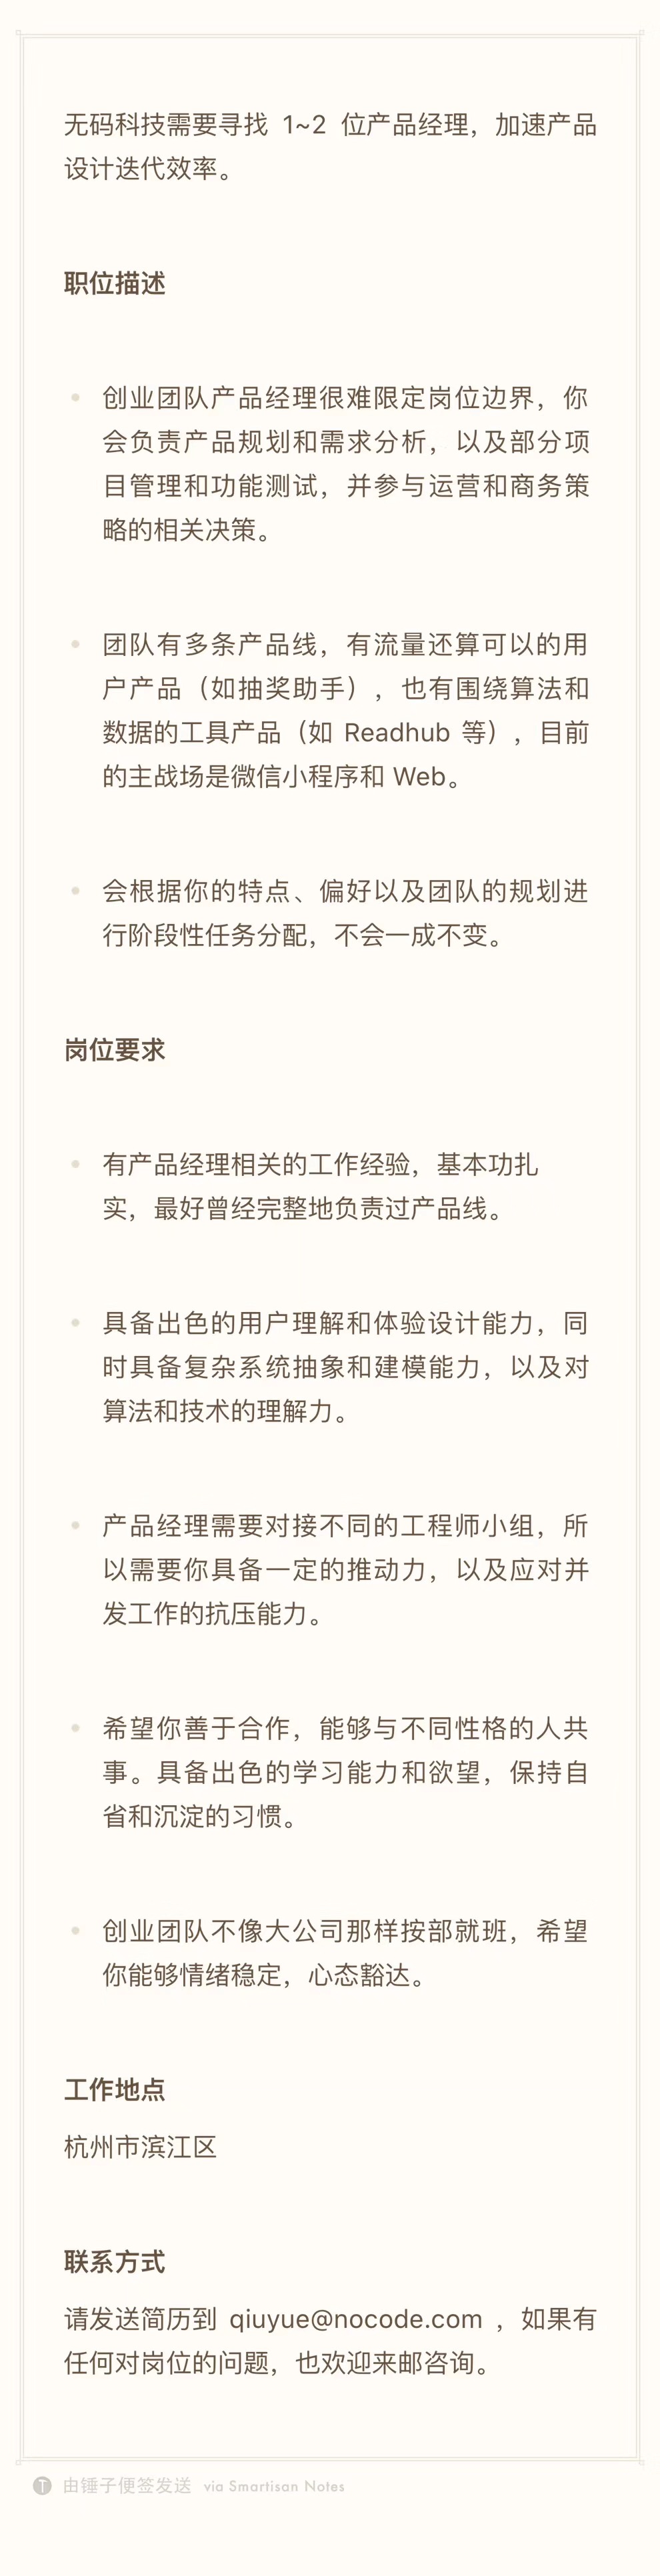 无码科技需要寻找 1~2 位产品经理，加速产品
设计迭代效率。
职位描述
创业团队产品经理很难限定岗位边界，你
会负责产品规划和需求分析，以及部分项
目管理和功能测试，并参与运营和商务策
略的相关决策。
团队有多条产品线，有流量还算可以的用
户产品（如抽奖助手），也有围绕算法和
数据的工具产品（如 Readhub 等），目前
的主战场是微信小程序和 Web。
会根据你的特点、偏好以及团队的规划进
行阶段性任务分配，不会一成不变。
岗位要求
有产品经理相关的工作经验，基本功扎
实，最好曾经完整地负责过产品线。
具备出色的用户理解和体验设计能力，同
时具备复杂系统抽象和建模能力，以及对
算法和技术的理解力。
产品经理需要对接不同的工程师小组，所
以需要你具备一定的推动力，以及应对并
发工作的抗压能力。
希望你善于合作，能够与不同性格的人共
事。具备出色的学习能力和欲望，保持自
省和沉淀的习惯。
创业团队不像大公司那样按部就班，希望
你能够情绪稳定，心态豁达。
工作地点
杭州市滨江区
联系方式
请发送简历到 qiuyue@nocode.com ，如果有
任何对岗位的问题，也欢迎来邮咨询。
T 由锤子便签发送 via Smartisan Notes